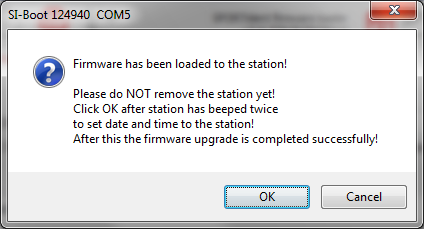 SI-Boot 124940 COM5
Firmware has been loaded to the station!
Please do NOT remove the station yet!
Click OK after station has beeped twice
to set date and time to the station!
After this the firmware upgrade is completed successfully!
OK
Cancel